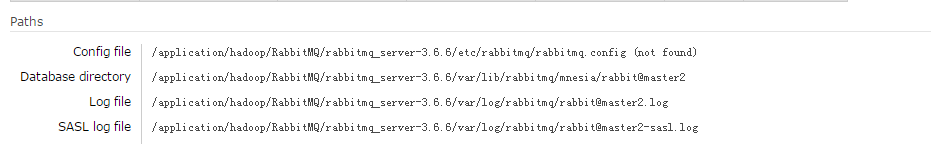 Paths
Config file /application/hadoop/RabbitMQ/rabbitmq_server-3.6.6/etc/rabbitmq/rabbitmq.config (not found)
Database directory /application/hadoop/RabbitMQ/rabbitmq_server-3.6.6/var/lib/rabbitmq/mnesia/rabbit@master2
Log file /application/hadoop/RabbitMQ/rabbitmq_server-3.6.6/var/log/rabbitmq/rabbit@master2.log
SASL log file /application/hadoop/RabbitMQ/rabbitmq_server-3.6.6/var/log/rabbitmq/rabbit@master2-sasl.log